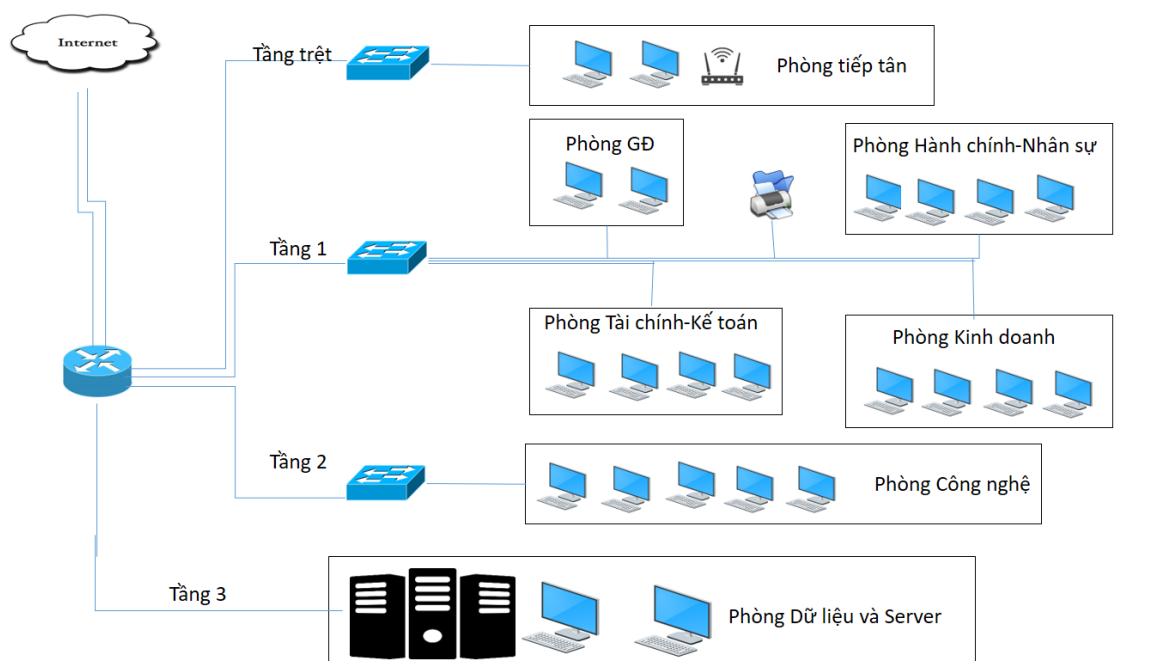 Internet
Tầng trệt
Phòng tiếp tân
Phòng GĐ
Phòng Hành chính-Nhân sự
Tầng 1
Phòng Tài chính-Kế toán
Phòng Kinh doanh
Tầng 2
Phòng Công nghệ
Tầng 3
Phòng Dữ liệu và Server